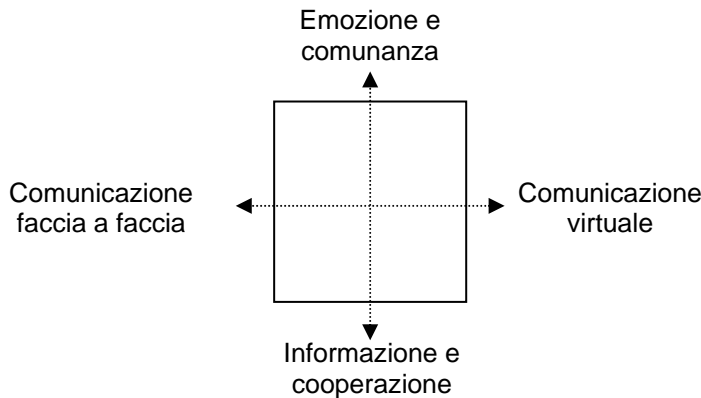 Emozione e
comunanza
Comunicazione
faccia a faccia
Comunicazione
virtuale
Informazione e
cooperazione